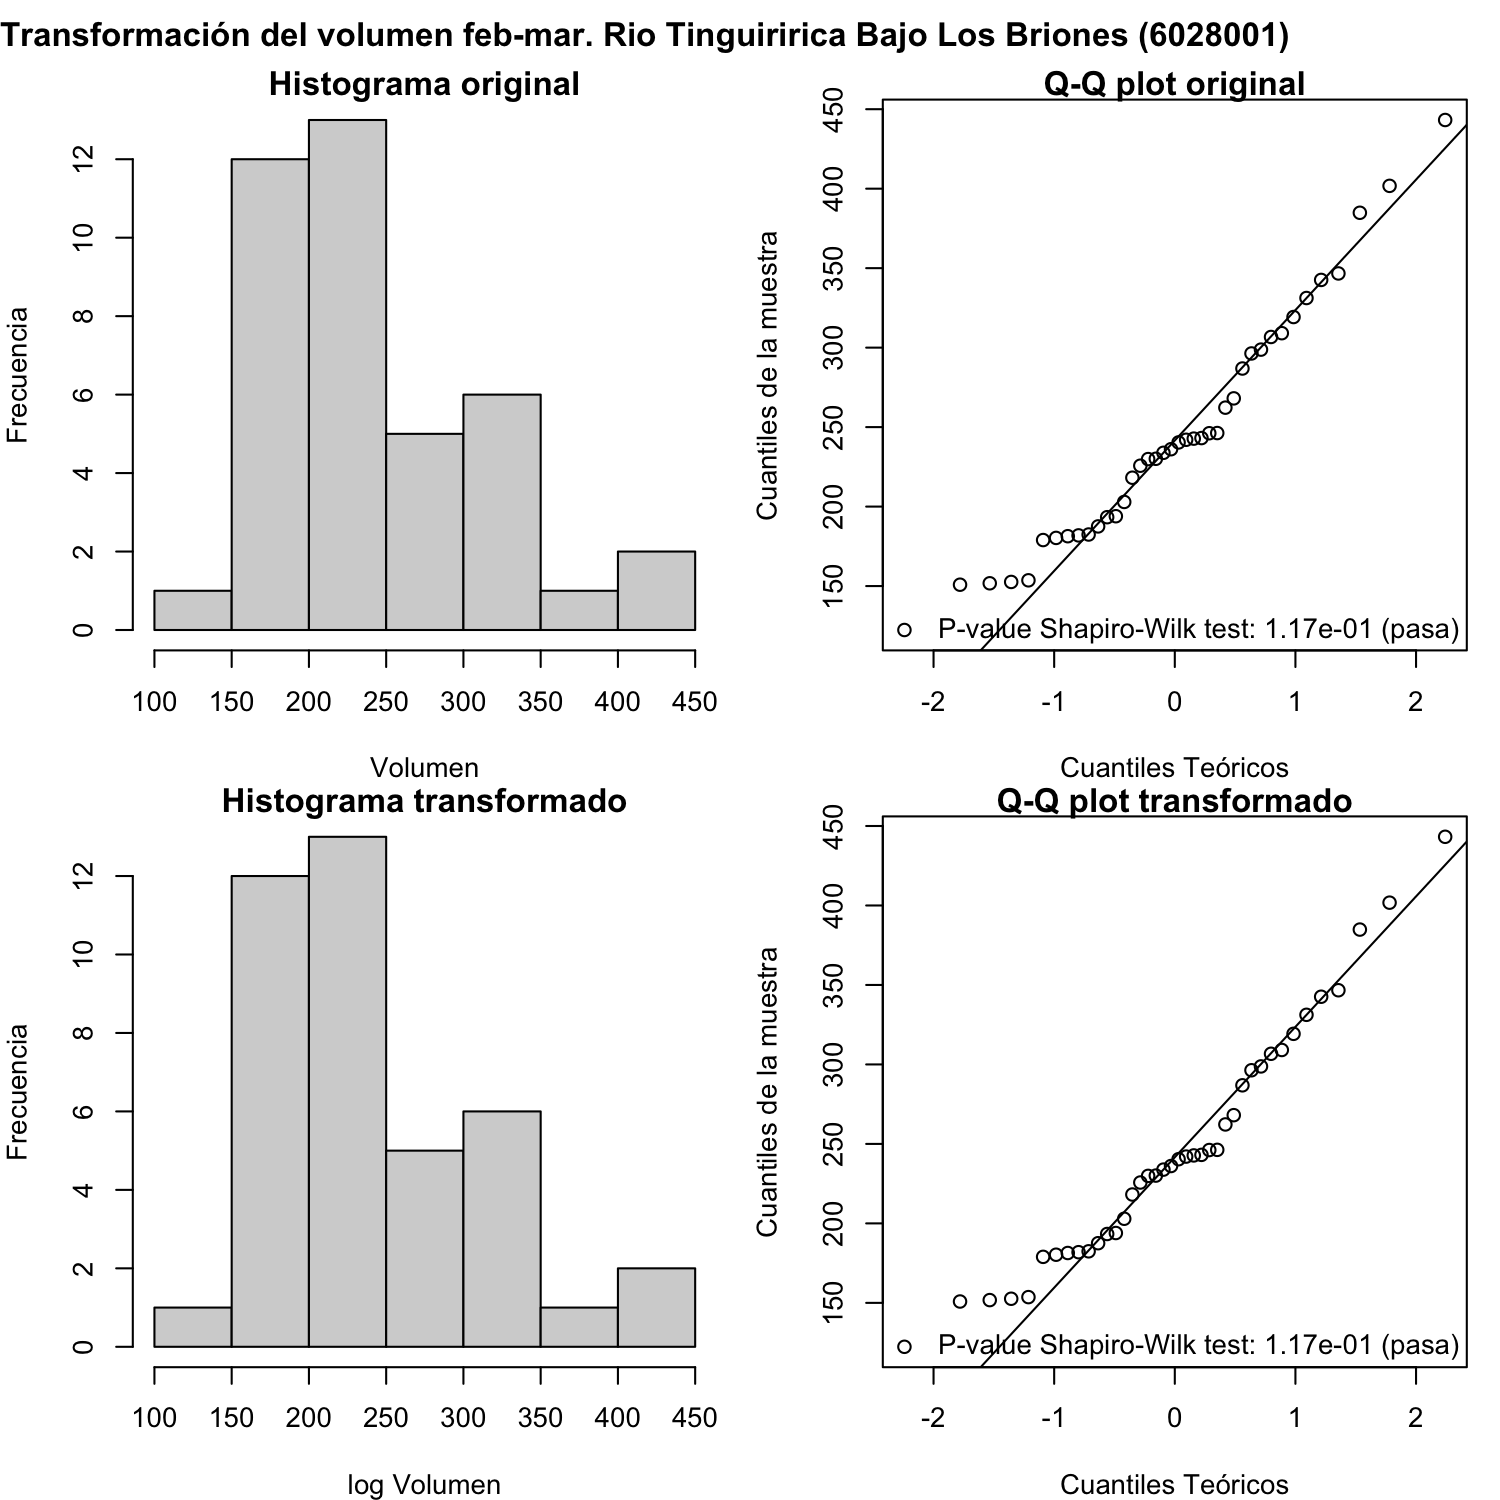 Transformación del volumen feb-mar. Rio Tinguiririca Bajo Los Briones (6028001)
Histograma original
Frecuencia
0 2 4 6 8 10 12
100 150 200 250 300 350 400 450
Volumen
Q-Q plot original
Cuantiles de la muestra
150 200 250 300 350 400 450
P-value Shapiro-Wilk test: 1.17e-01 (pasa)
-2 -1 0 1 2
Cuantiles Teóricos
Histograma transformado
Frecuencia
0 2 4 6 8 10 12
100 150 200 250 300 350 400 450
log Volumen
Q-Q plot transformado
Cuantiles de la muestra
150 200 250 300 350 400 450
P-value Shapiro-Wilk test: 1.17e-01 (pasa)
-2 -1 0 1 2
Cuantiles Teóricos